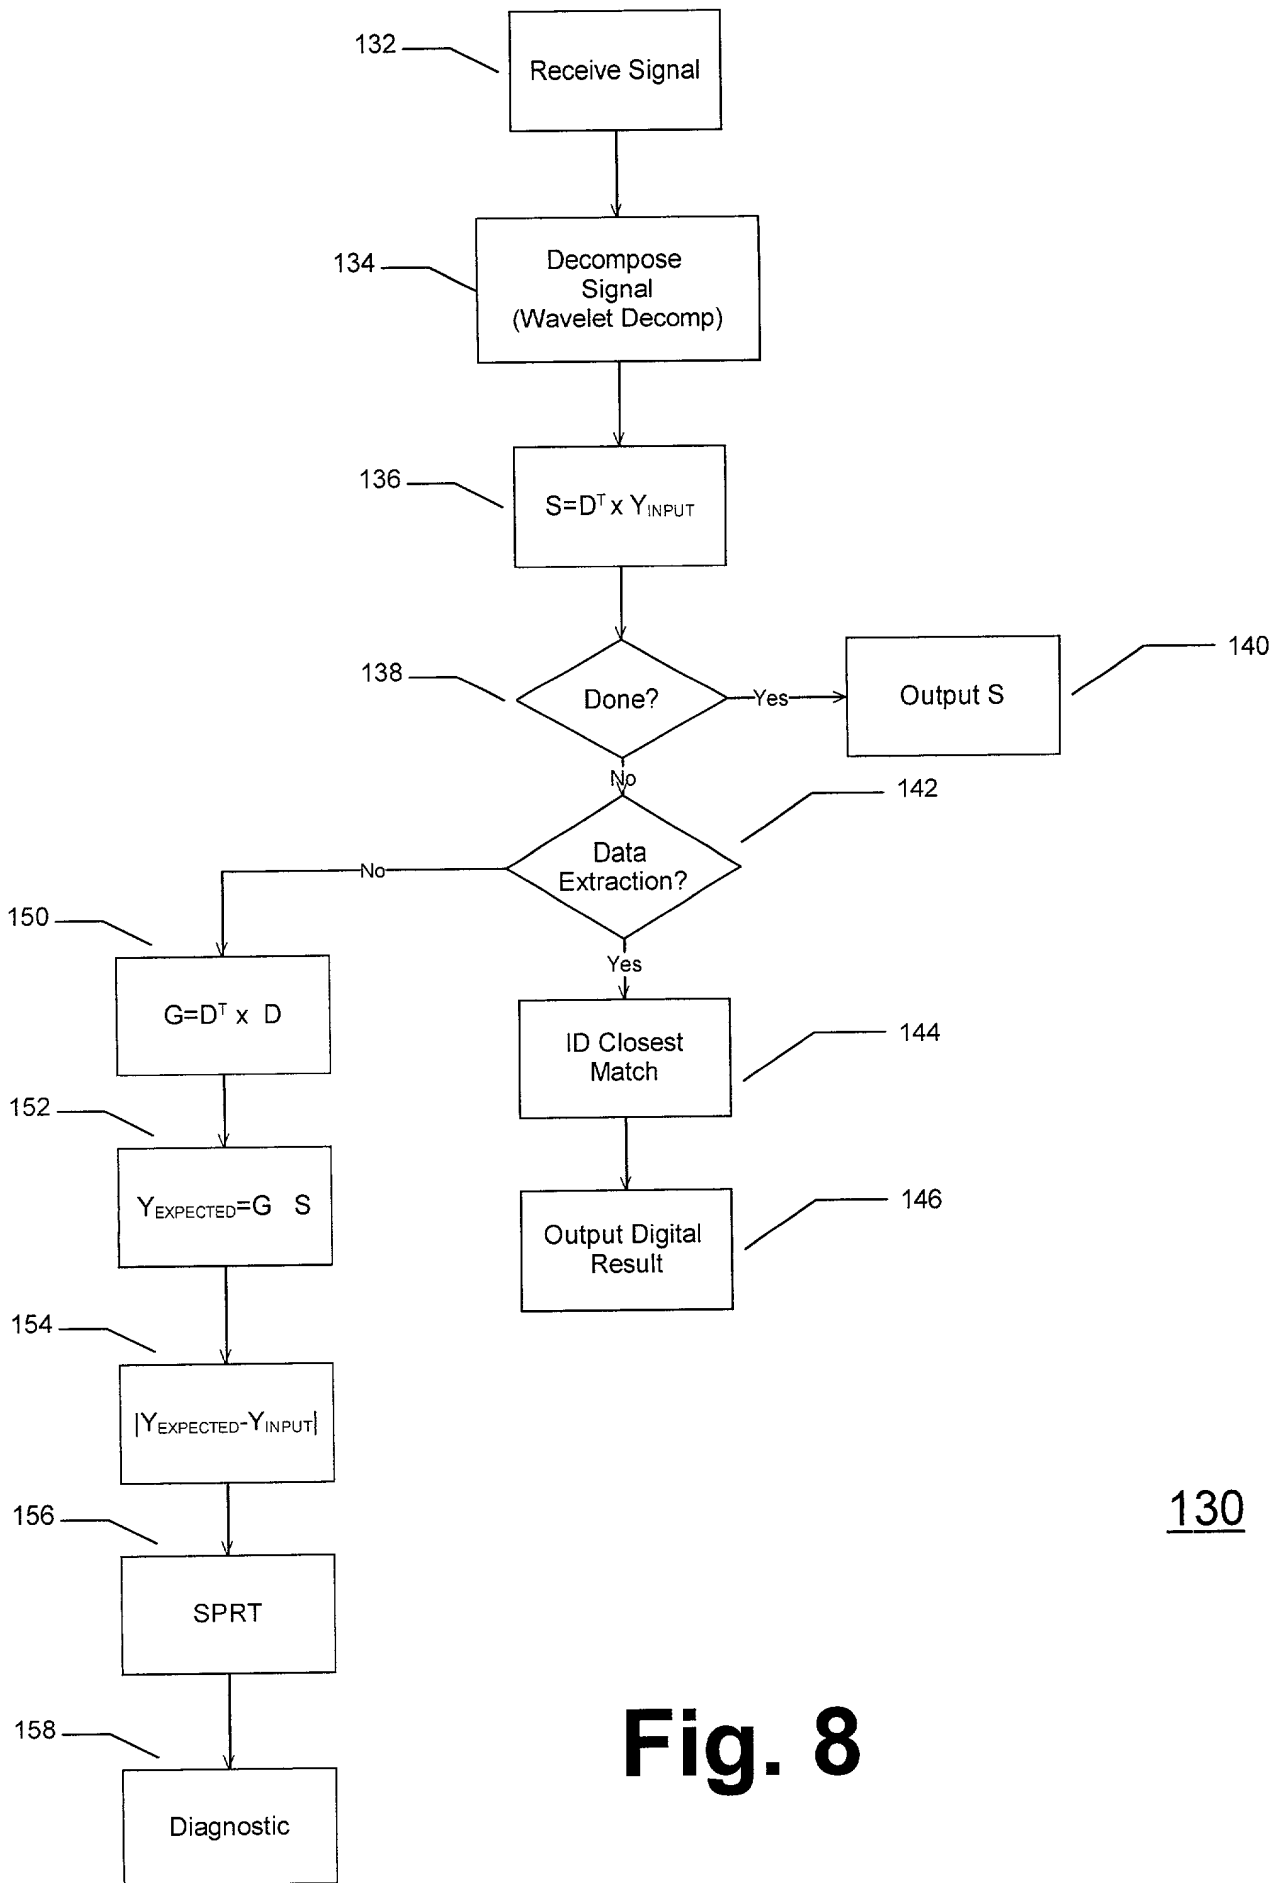 132
Receive Signal
134
Decompose
Signal
(Wavelet Decomp)
136
S=Dᵀ x Y_INPUT
138
Done?
Yes
Output S
140
No
142
Data
Extraction?
No
Yes
150
G=Dᵀ x D
ID Closest
Match
144
152
Y_EXPECTED=G S
Output Digital
Result
146
154
|Y_EXPECTED-Y_INPUT|
156
SPRT
130
158
Diagnostic
Fig. 8